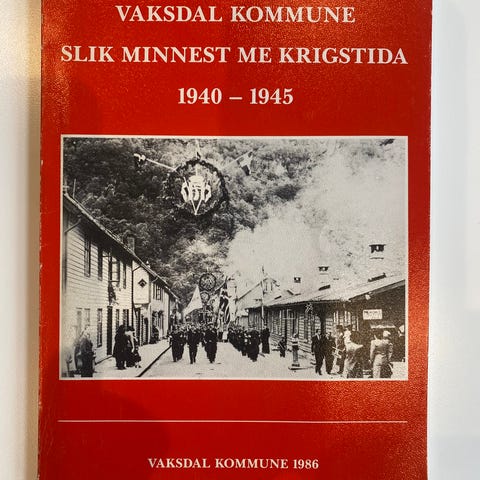 VAKSDAL KOMMUNE
SLIK MINNEST ME KRIGSTIDA
1940 – 1945
VAKSDAL KOMMUNE 1986